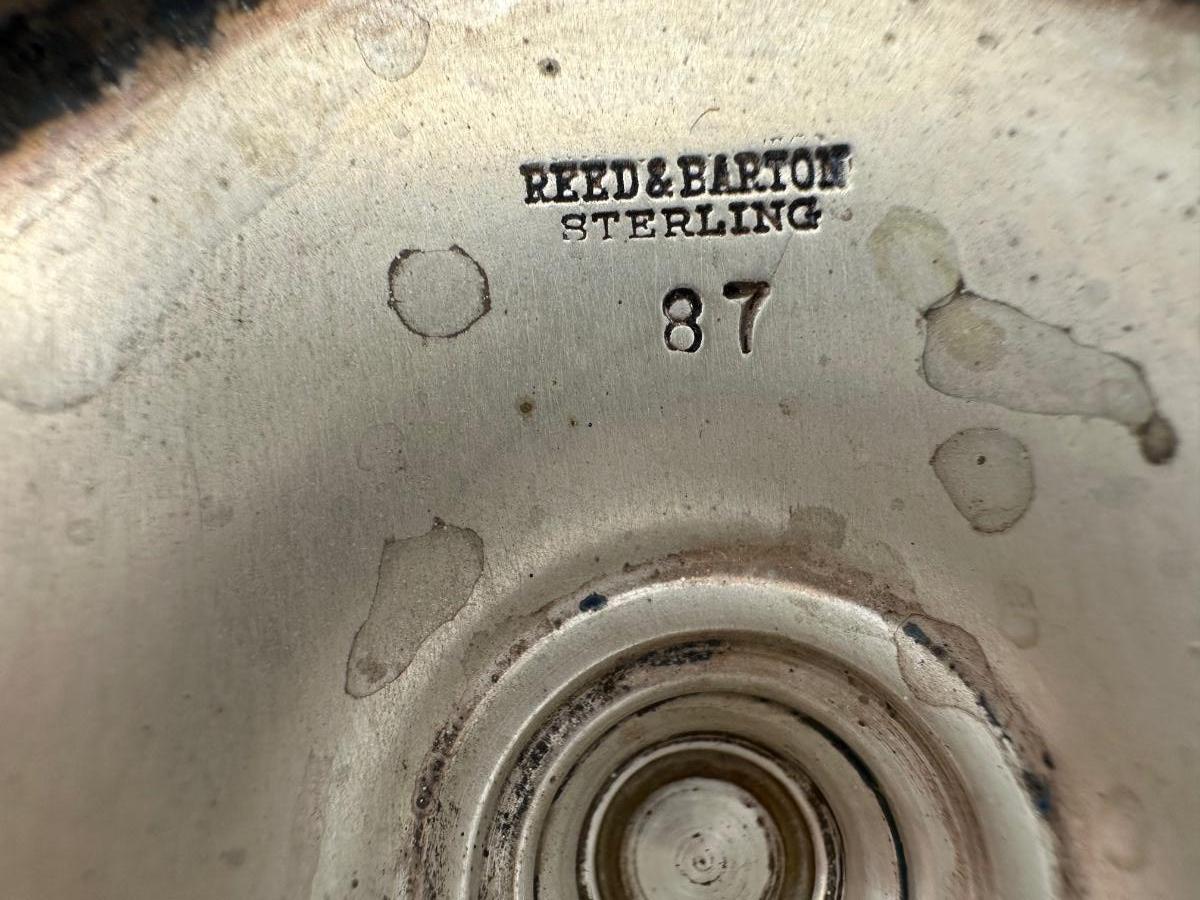 REED & BARTON
STERLING
87